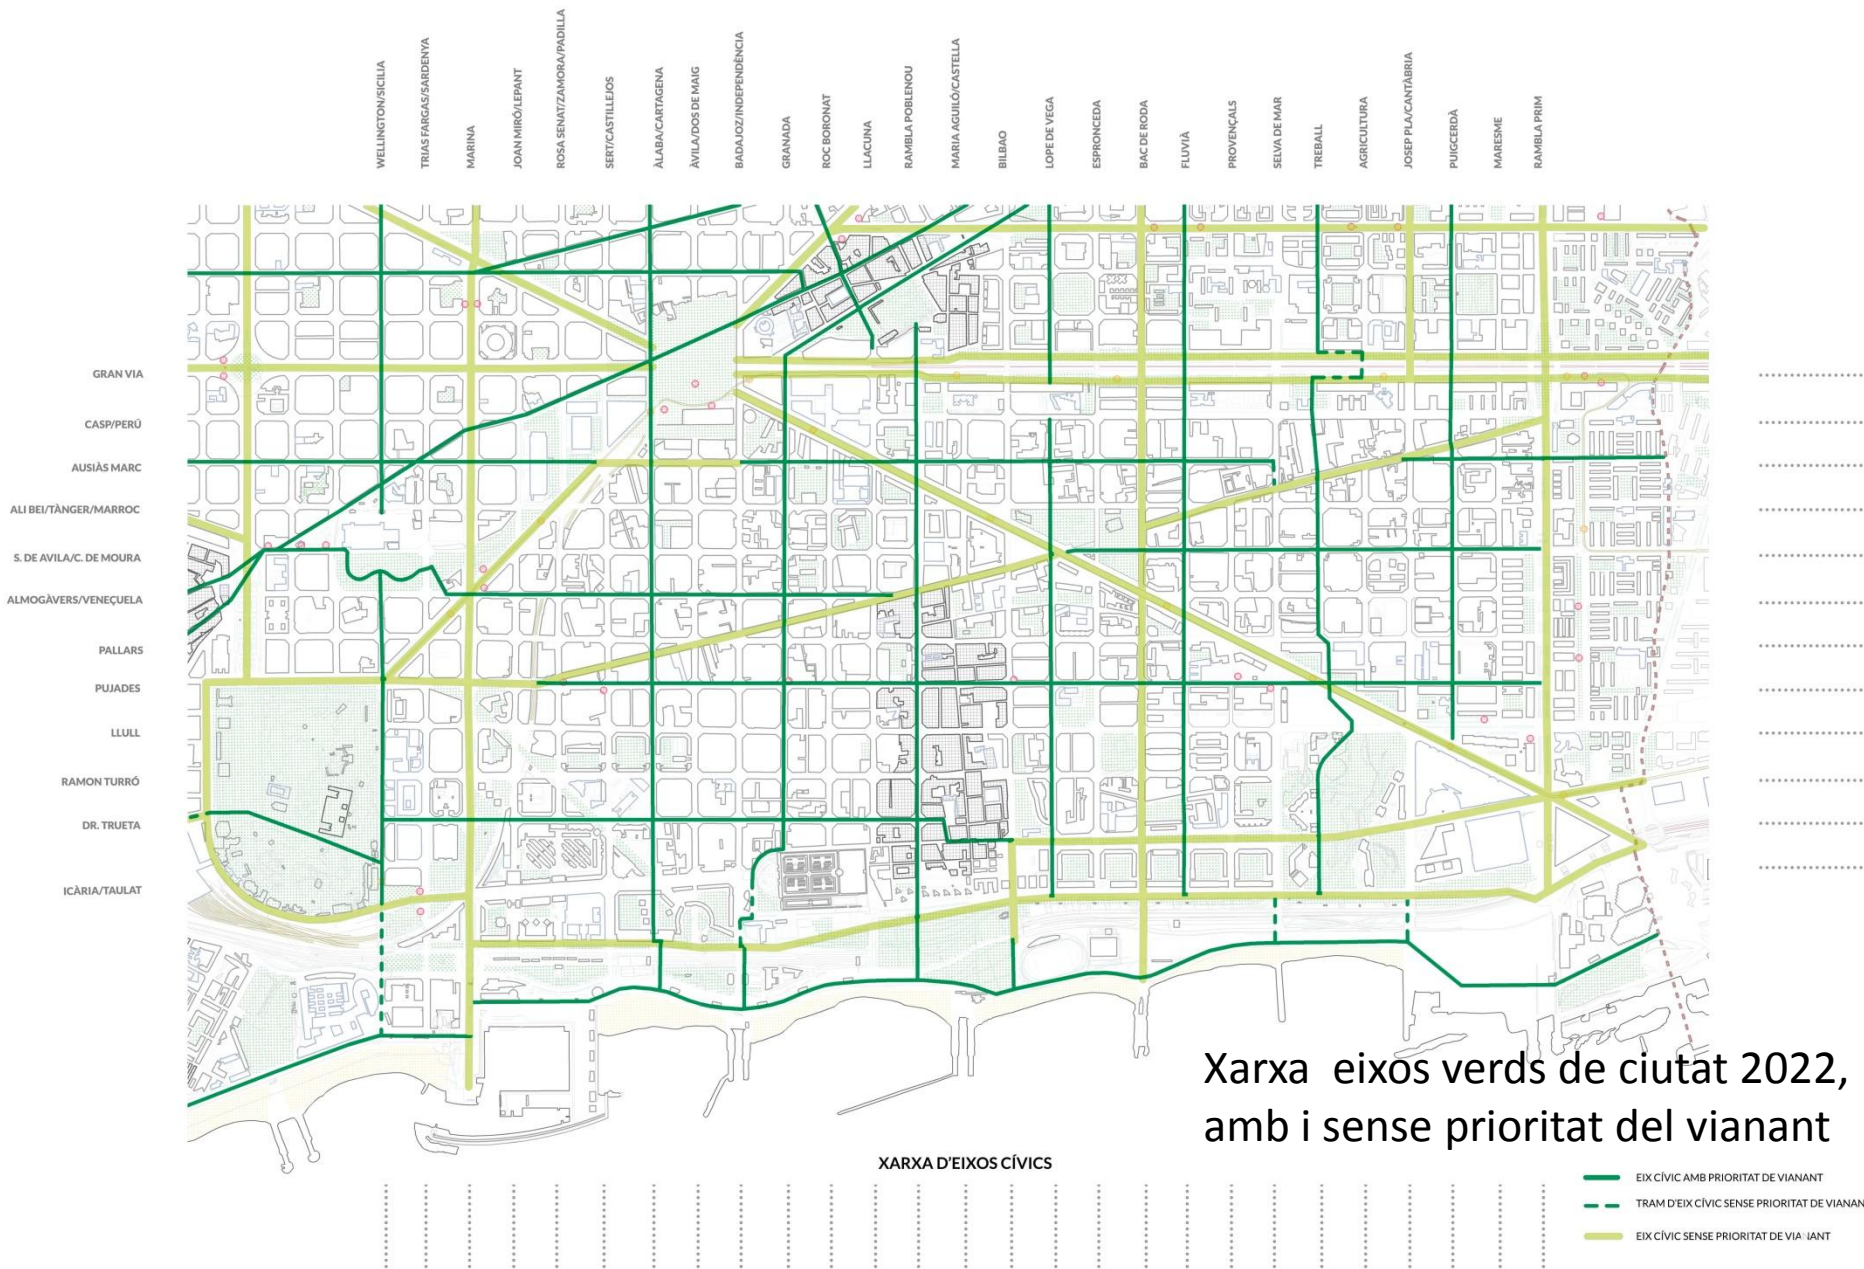 WELLINGTON/SICILIA
TRIAS FARGAS/SARDENYA
MARINA
JOAN MIRÓ/LEPANT
ROSA SENAT/ZAMORA/PADILLA
SERT/CASTILLEJOS
ÀLABA/CARTAGENA
ÀVILA/DOS DE MAIG
BADAJOZ/INDEPENDÈNCIA
GRANADA
ROC BORONAT
LLACUNA
RAMBLA POBLENOU
MARIA AGUILÓ/CASTELLA
BILBAO
LOPE DE VEGA
ESPRONCEDA
BAC DE RODA
FLUVIÀ
PROVENÇALS
SELVA DE MAR
TREBALL
AGRICULTURA
JOSEP PLA/CANTÀBRIA
PUIGCERDÀ
MARESME
RAMBLA PRIM
GRAN VIA
CASP/PERÚ
AUSIÀS MARC
ALI BEI/TÀNGER/MARROC
S. DE AVILA/C. DE MOURA
ALMOGÀVERS/VENEÇUELA
PALLARS
PUJADES
LLULL
RAMON TURRÓ
DR. TRUETA
ICÀRIA/TAULAT
Xarxa eixos verds de ciutat 2022,
amb i sense prioritat del vianant
XARXA D'EIXOS CÍVICS
EIX CÍVIC AMB PRIORITAT DE VIANANT
TRAM D'EIX CÍVIC SENSE PRIORITAT DE VIANAN
EIX CÍVIC SENSE PRIORITAT DE VIANANT